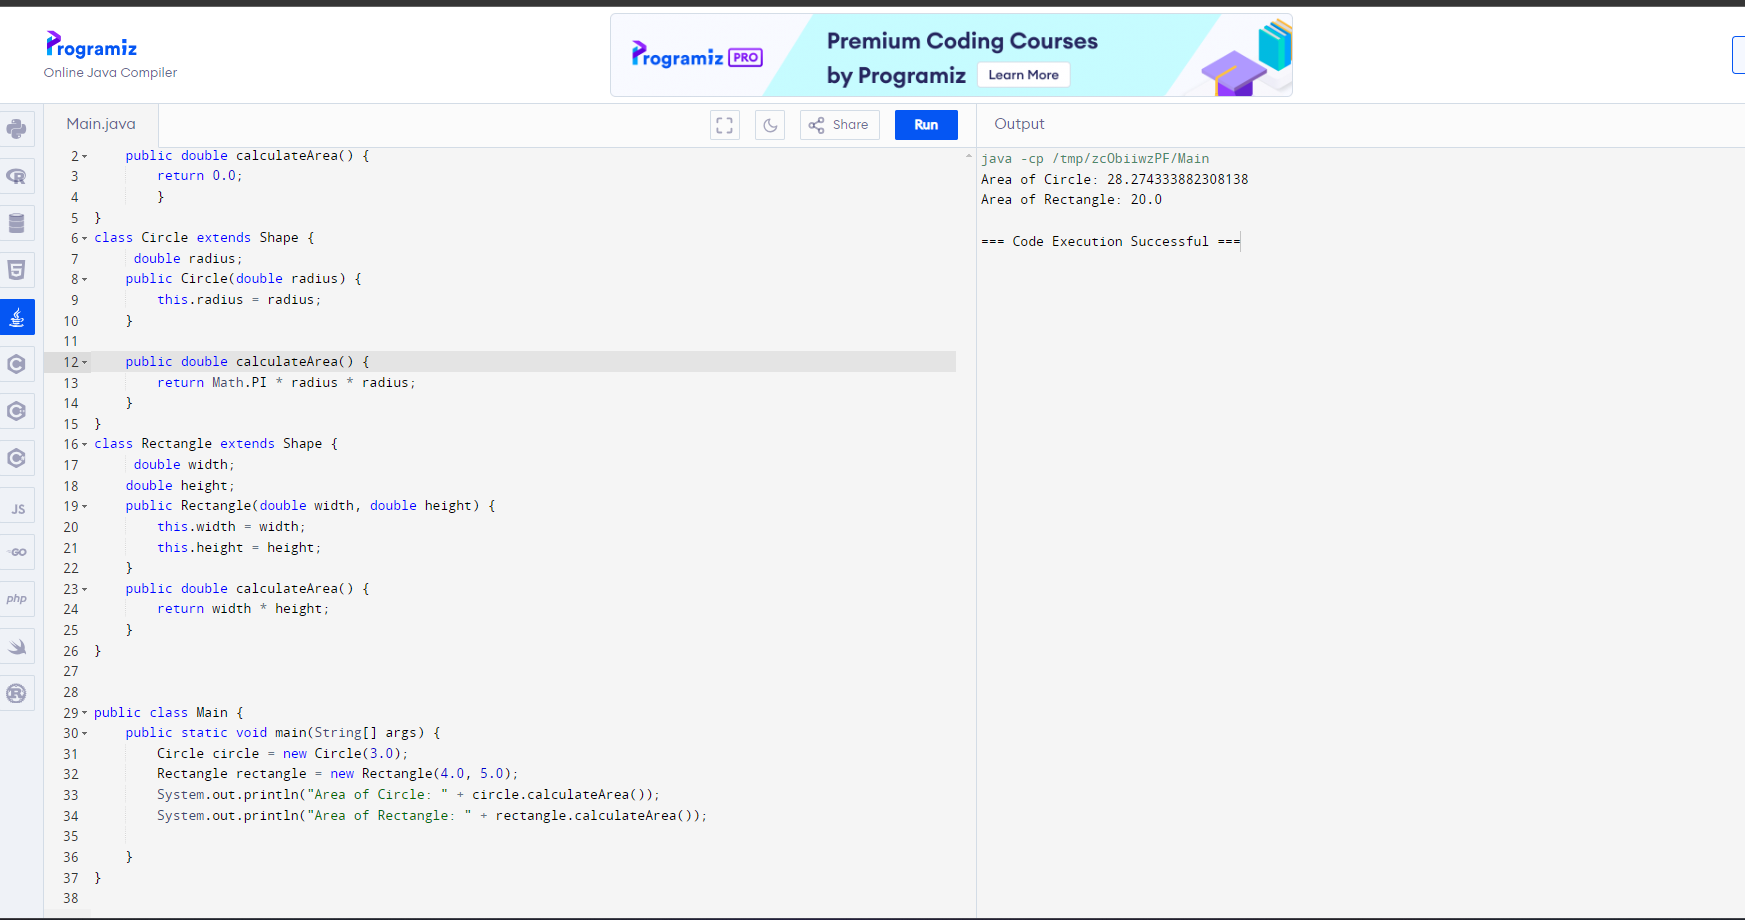 Programiz
Online Java Compiler
Programiz PRO
Premium Coding Courses
by Programiz
Learn More
Main.java
Share
Run
Output
2 public double calculateArea() {
3 return 0.0;
4 }
5 }
6 class Circle extends Shape {
7 double radius;
8 public Circle(double radius) {
9 this.radius = radius;
10 }
11
12 public double calculateArea() {
13 return Math.PI * radius * radius;
14 }
15 }
16 class Rectangle extends Shape {
17 double width;
18 double height;
19 public Rectangle(double width, double height) {
20 this.width = width;
21 this.height = height;
22 }
23 public double calculateArea() {
24 return width * height;
25 }
26 }
27
28
29 public class Main {
30 public static void main(String[] args) {
31 Circle circle = new Circle(3.0);
32 Rectangle rectangle = new Rectangle(4.0, 5.0);
33 System.out.println("Area of Circle: " + circle.calculateArea());
34 System.out.println("Area of Rectangle: " + rectangle.calculateArea());
35
36 }
37 }
38
java -cp /tmp/zcObiiwzPF/Main
Area of Circle: 28.274333882308138
Area of Rectangle: 20.0
=== Code Execution Successful ===
R
5
C
C
C
JS
GO
php
R